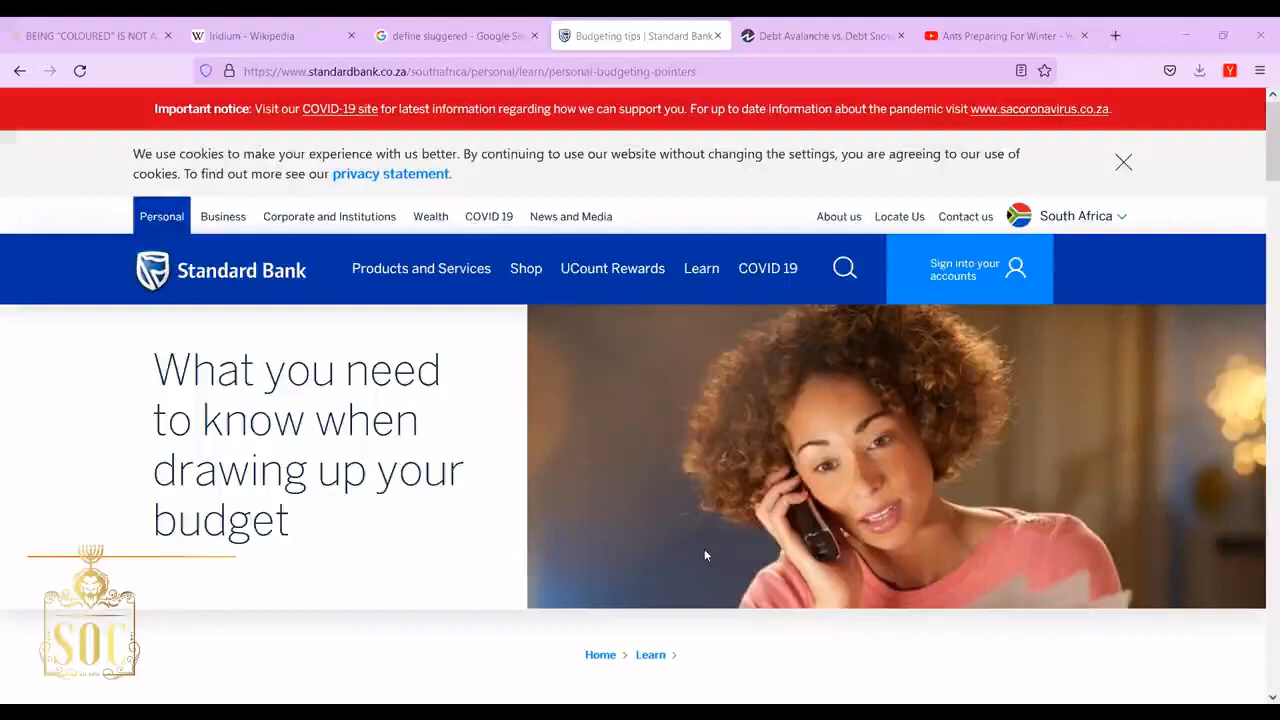 BEING "COLOURED" IS NOT A
Iridium - Wikipedia
define sluggered - Google Se
Budgeting tips | Standard Bank
Debt Avalanche vs. Debt Snow
Ants Preparing For Winter - Yo
https://www.standardbank.co.za/southafrica/personal/learn/personal-budgeting-pointers
Important notice: Visit our COVID-19 site for latest information regarding how we can support you. For up to date information about the pandemic visit www.sacoronavirus.co.za.
We use cookies to make your experience with us better. By continuing to use our website without changing the settings, you are agreeing to our use of
cookies. To find out more see our privacy statement.
Personal Business Corporate and Institutions Wealth COVID 19 News and Media About us Locate Us Contact us South Africa
Standard Bank Products and Services Shop UCount Rewards Learn COVID 19
Sign into your
accounts
What you need
to know when
drawing up your
budget
SOC
Home > Learn >